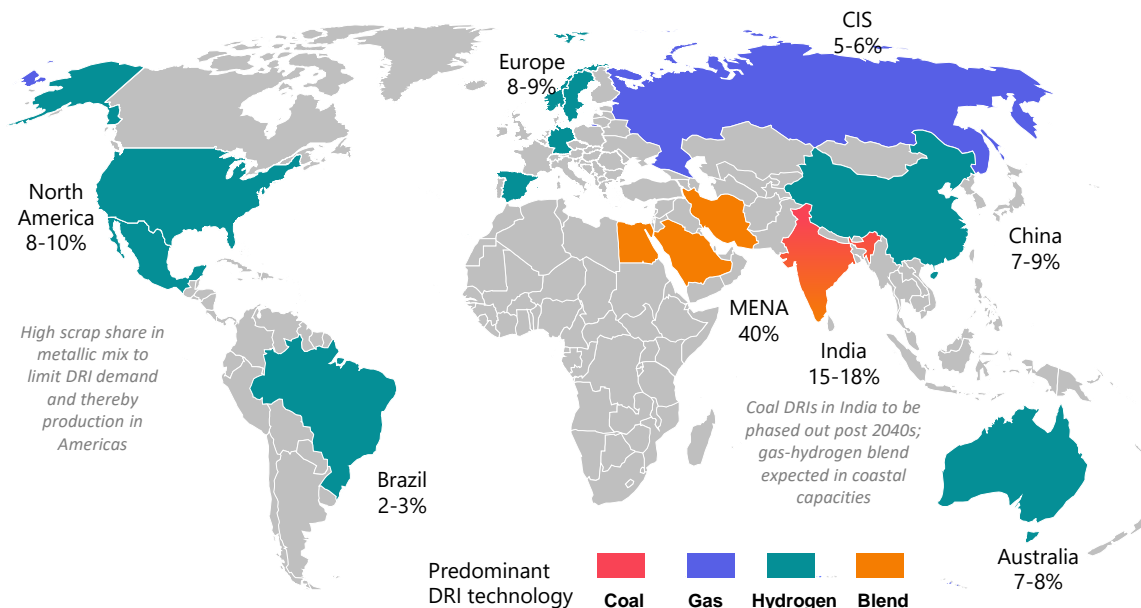 CIS
5-6%
Europe
8-9%
North
America
8-10%
China
7-9%
MENA
40%
India
15-18%
High scrap share in
metallic mix to
limit DRI demand
and thereby
production in
Americas
Coal DRIs in India to be
phased out post 2040s;
gas-hydrogen blend
expected in coastal
capacities
Brazil
2-3%
Australia
7-8%
Predominant
DRI technology
Coal
Gas
Hydrogen
Blend